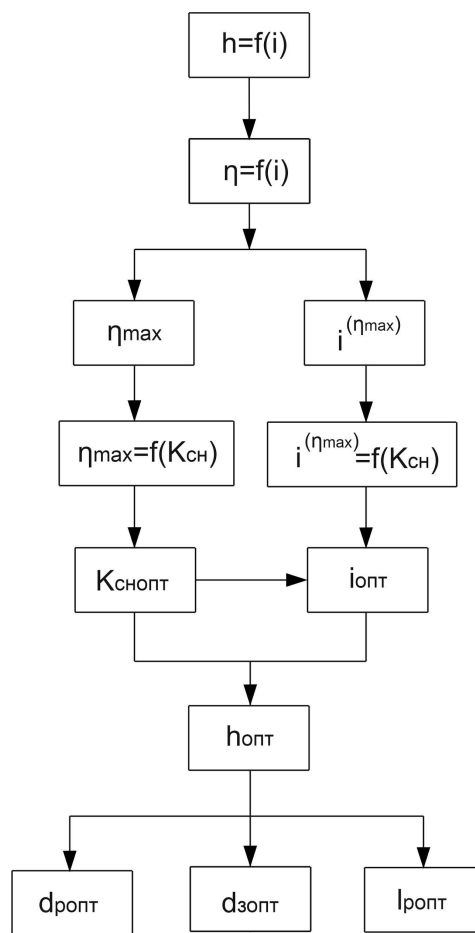 h=f(i)
η=f(i)
ηmax
i(ηmax)
ηmax=f(Kсн)
i(ηmax)=f(Kсн)
Kснопт
iопт
hопт
dропт
dзопт
lропт